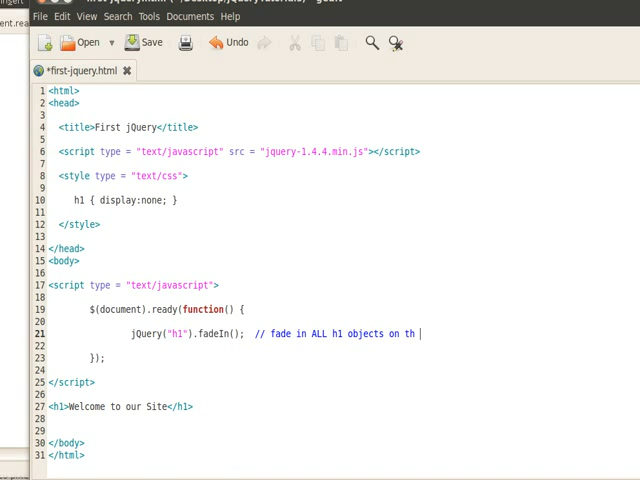 File Edit View Search Tools Documents Help
Open Save Undo
*first-jquery.html
1 <html>
2 <head>
3
4 <title>First jQuery</title>
5
6 <script type = "text/javascript" src = "jquery-1.4.4.min.js"></script>
7
8 <style type = "text/css">
9
10 h1 { display:none; }
11
12 </style>
13
14 </head>
15 <body>
16
17 <script type = "text/javascript">
18
19 $(document).ready(function() {
20
21 jQuery("h1").fadeIn(); // fade in ALL h1 objects on th
22
23 });
24
25 </script>
26
27 <h1>Welcome to our Site</h1>
28
29
30 </body>
31 </html>